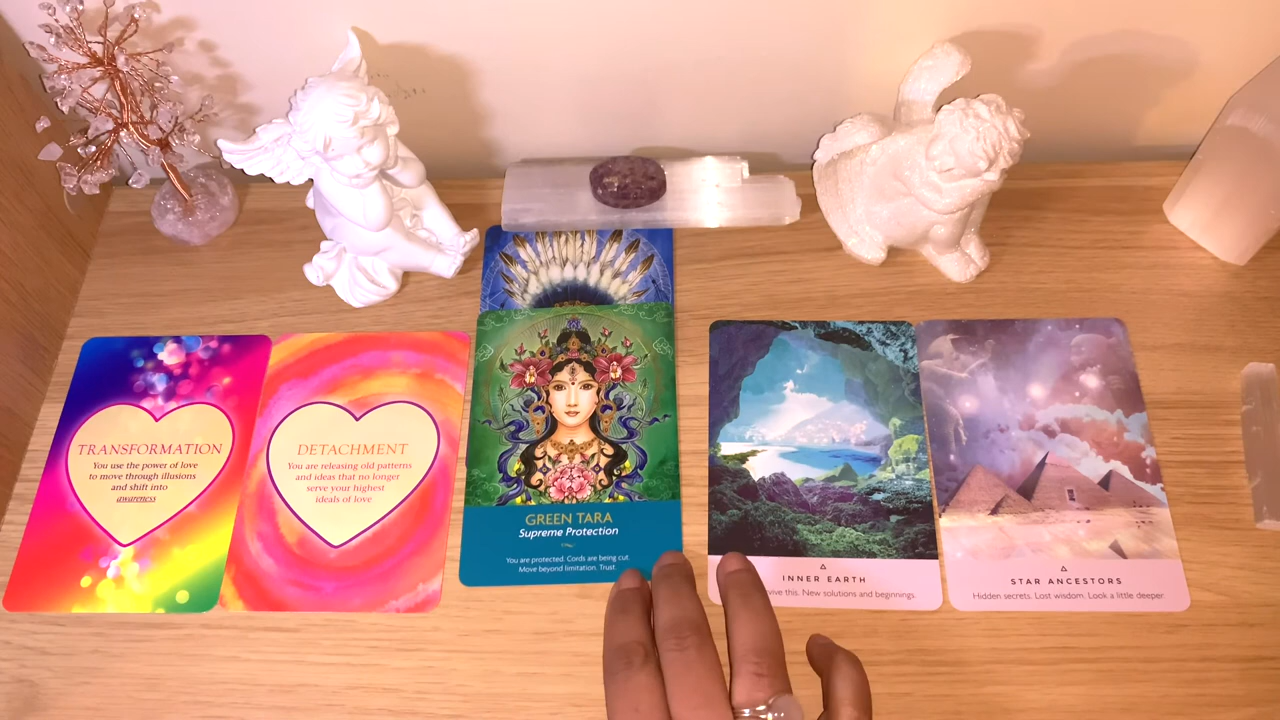 TRANSFORMATION
You use the power of love
to move through illusions
and shift into
awareness
DETACHMENT
You are releasing old patterns
and ideas that no longer
serve your highest
ideals of love
GREEN TARA
Supreme Protection
You are protected. Cords are being cut.
Move beyond limitation. Trust.
INNER EARTH
this. New solutions and beginnings.
STAR ANCESTORS
Hidden secrets. Lost wisdom. Look a little deeper.